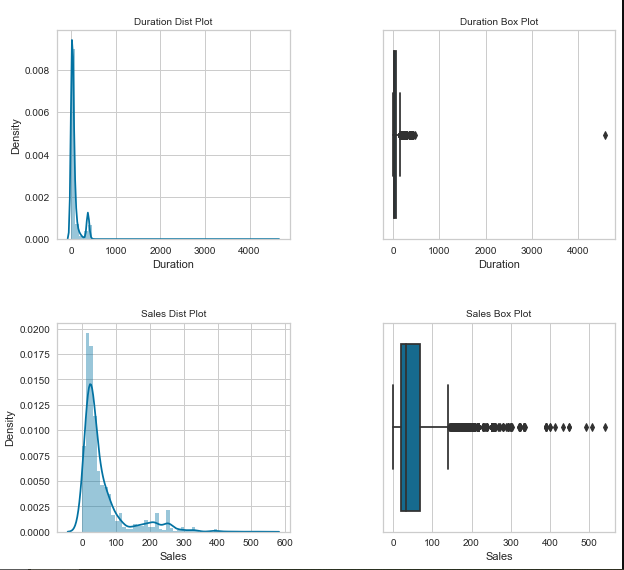 Duration Dist Plot
Duration Box Plot
Density
0.008
0.006
0.004
0.002
0.000
0 1000 2000 3000 4000
Duration
0 1000 2000 3000 4000
Duration
Sales Dist Plot
Sales Box Plot
Density
0.0200
0.0175
0.0150
0.0125
0.0100
0.0075
0.0050
0.0025
0.0000
0 100 200 300 400 500 600
Sales
0 100 200 300 400 500
Sales